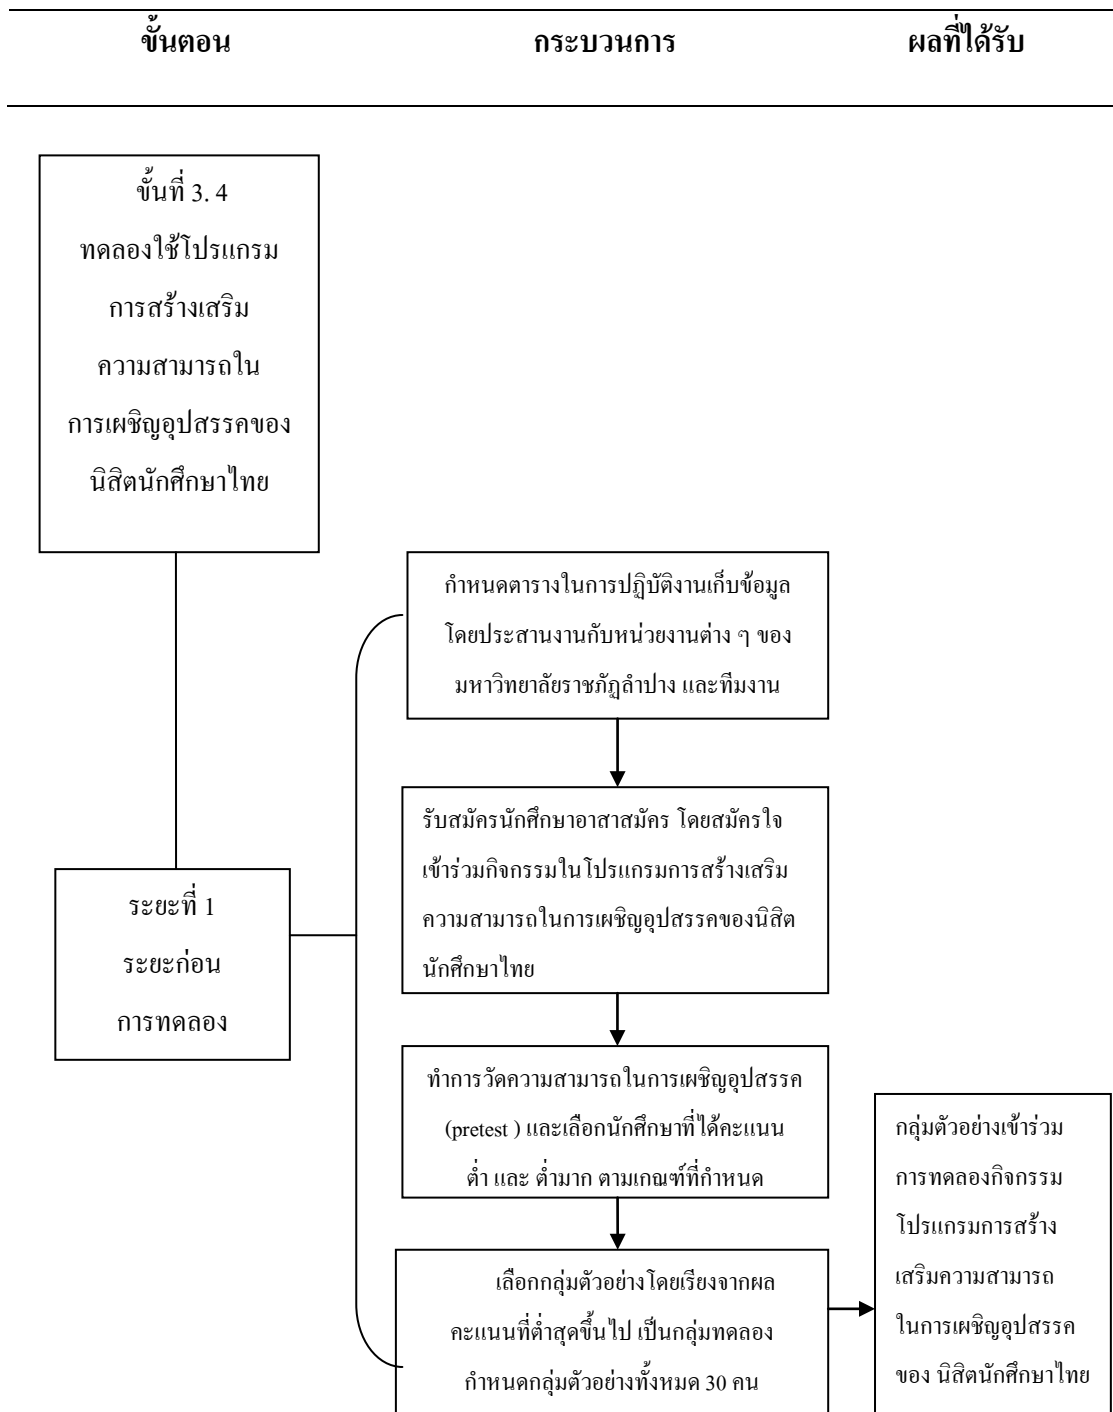 ขั้นตอน กระบวนการ ผลที่ได้รับ
ขั้นที่ 3. 4
ทดลองใช้โปรแกรม
การสร้างเสริม
ความสามารถใน
การเผชิญอุปสรรคของ
นิสิตนักศึกษาไทย
ระยะที่ 1
ระยะก่อน
การทดลอง
กำหนดตารางในการปฏิบัติงานเก็บข้อมูล
โดยประสานงานกับหน่วยงานต่าง ๆ ของ
มหาวิทยาลัยราชภัฏลำปาง และทีมงาน
รับสมัครนักศึกษาอาสาสมัคร โดยสมัครใจ
เข้าร่วมกิจกรรมในโปรแกรมการสร้างเสริม
ความสามารถในการเผชิญอุปสรรคของนิสิต
นักศึกษาไทย
ทำการวัดความสามารถในการเผชิญอุปสรรค
(pretest ) และเลือกนักศึกษาที่ได้คะแนน
ต่ำ และ ต่ำมาก ตามเกณฑ์ที่กำหนด
เลือกกลุ่มตัวอย่างโดยเรียงจากผล
คะแนนที่ต่ำสุดขึ้นไป เป็นกลุ่มทดลอง
กำหนดกลุ่มตัวอย่างทั้งหมด 30 คน
กลุ่มตัวอย่างเข้าร่วม
การทดลองกิจกรรม
โปรแกรมการสร้าง
เสริมความสามารถ
ในการเผชิญอุปสรรค
ของ นิสิตนักศึกษาไทย